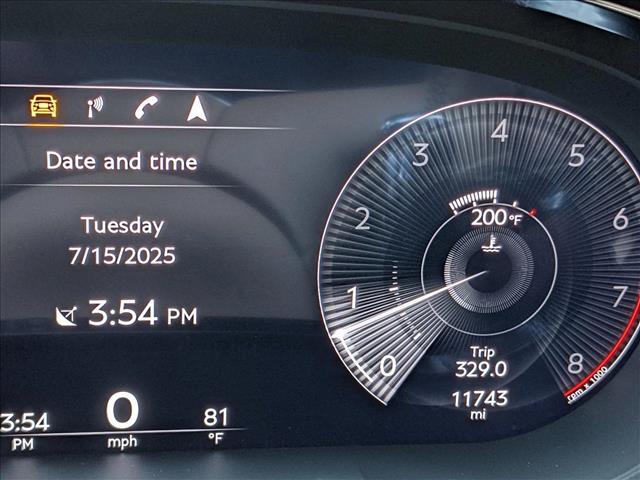 Date and time
Tuesday
7/15/2025
3:54 PM
3:54
PM
0
mph
81
°F
0
1
2
3
4
5
6
7
8
rpm x 1000
200 °F
Trip
329.0
11743
mi